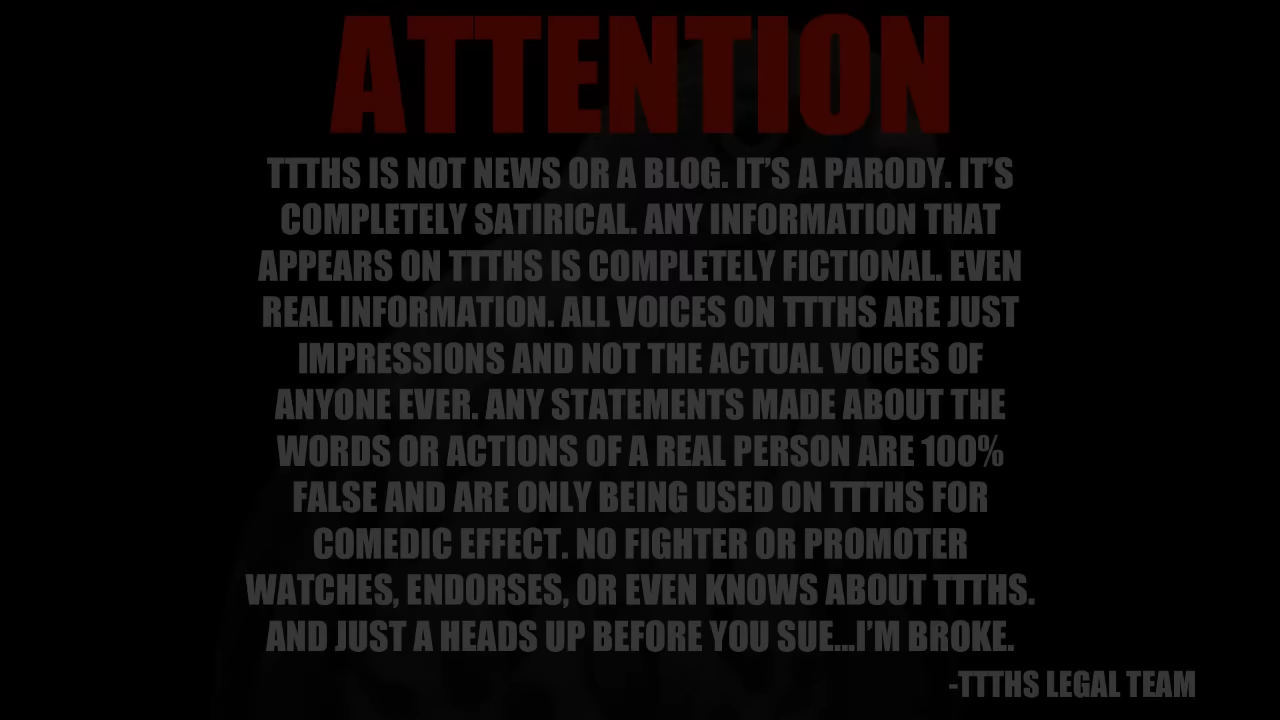 ATTENTION
TTTHS IS NOT NEWS OR A BLOG. IT'S A PARODY. IT'S
COMPLETELY SATIRICAL. ANY INFORMATION THAT
APPEARS ON TTTHS IS COMPLETELY FICTIONAL. EVEN
REAL INFORMATION. ALL VOICES ON TTTHS ARE JUST
IMPRESSIONS AND NOT THE ACTUAL VOICES OF
ANYONE EVER. ANY STATEMENTS MADE ABOUT THE
WORDS OR ACTIONS OF A REAL PERSON ARE 100%
FALSE AND ARE ONLY BEING USED ON TTTHS FOR
COMEDIC EFFECT. NO FIGHTER OR PROMOTER
WATCHES, ENDORSES, OR EVEN KNOWS ABOUT TTTHS.
AND JUST A HEADS UP BEFORE YOU SUE...I'M BROKE.
-TTTHS LEGAL TEAM